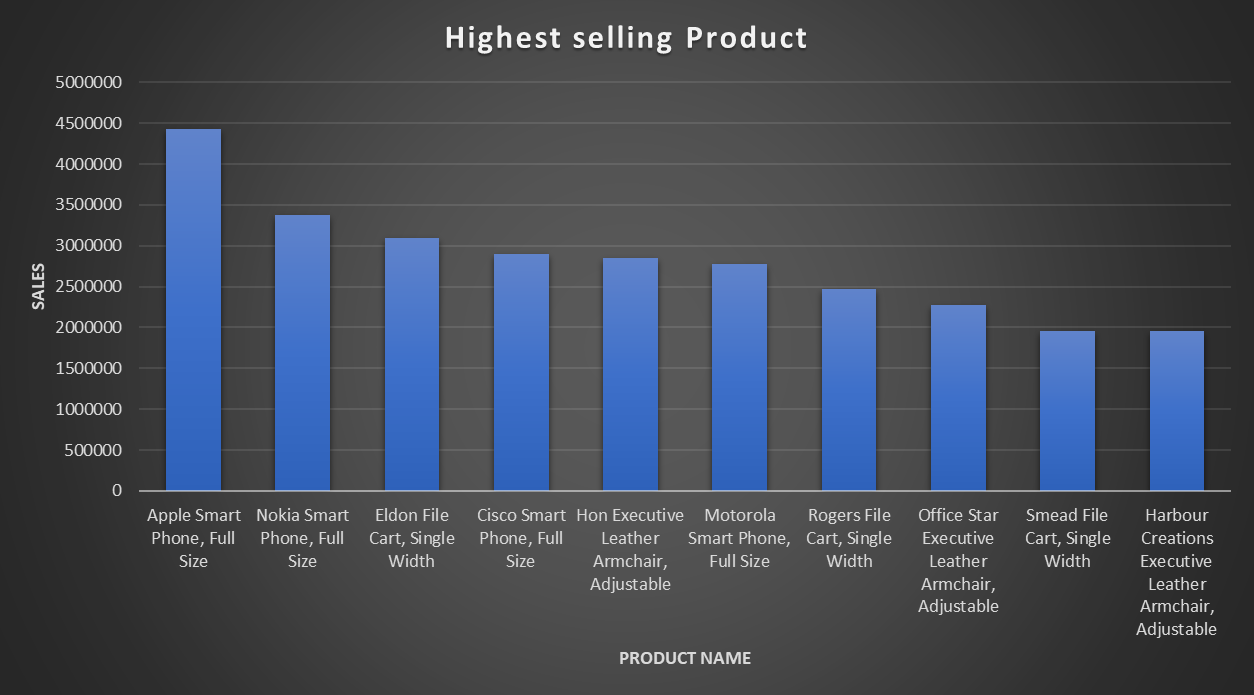 Highest selling Product
5000000
4500000
4000000
3500000
3000000
2500000
2000000
1500000
1000000
500000
0
SALES
Apple Smart
Phone, Full
Size
Nokia Smart
Phone, Full
Size
Eldon File
Cart, Single
Width
Cisco Smart
Phone, Full
Size
Hon Executive
Leather
Armchair,
Adjustable
Motorola
Smart Phone,
Full Size
Rogers File
Cart, Single
Width
Office Star
Executive
Leather
Armchair,
Adjustable
Smead File
Cart, Single
Width
Harbour
Creations
Executive
Leather
Armchair,
Adjustable
PRODUCT NAME